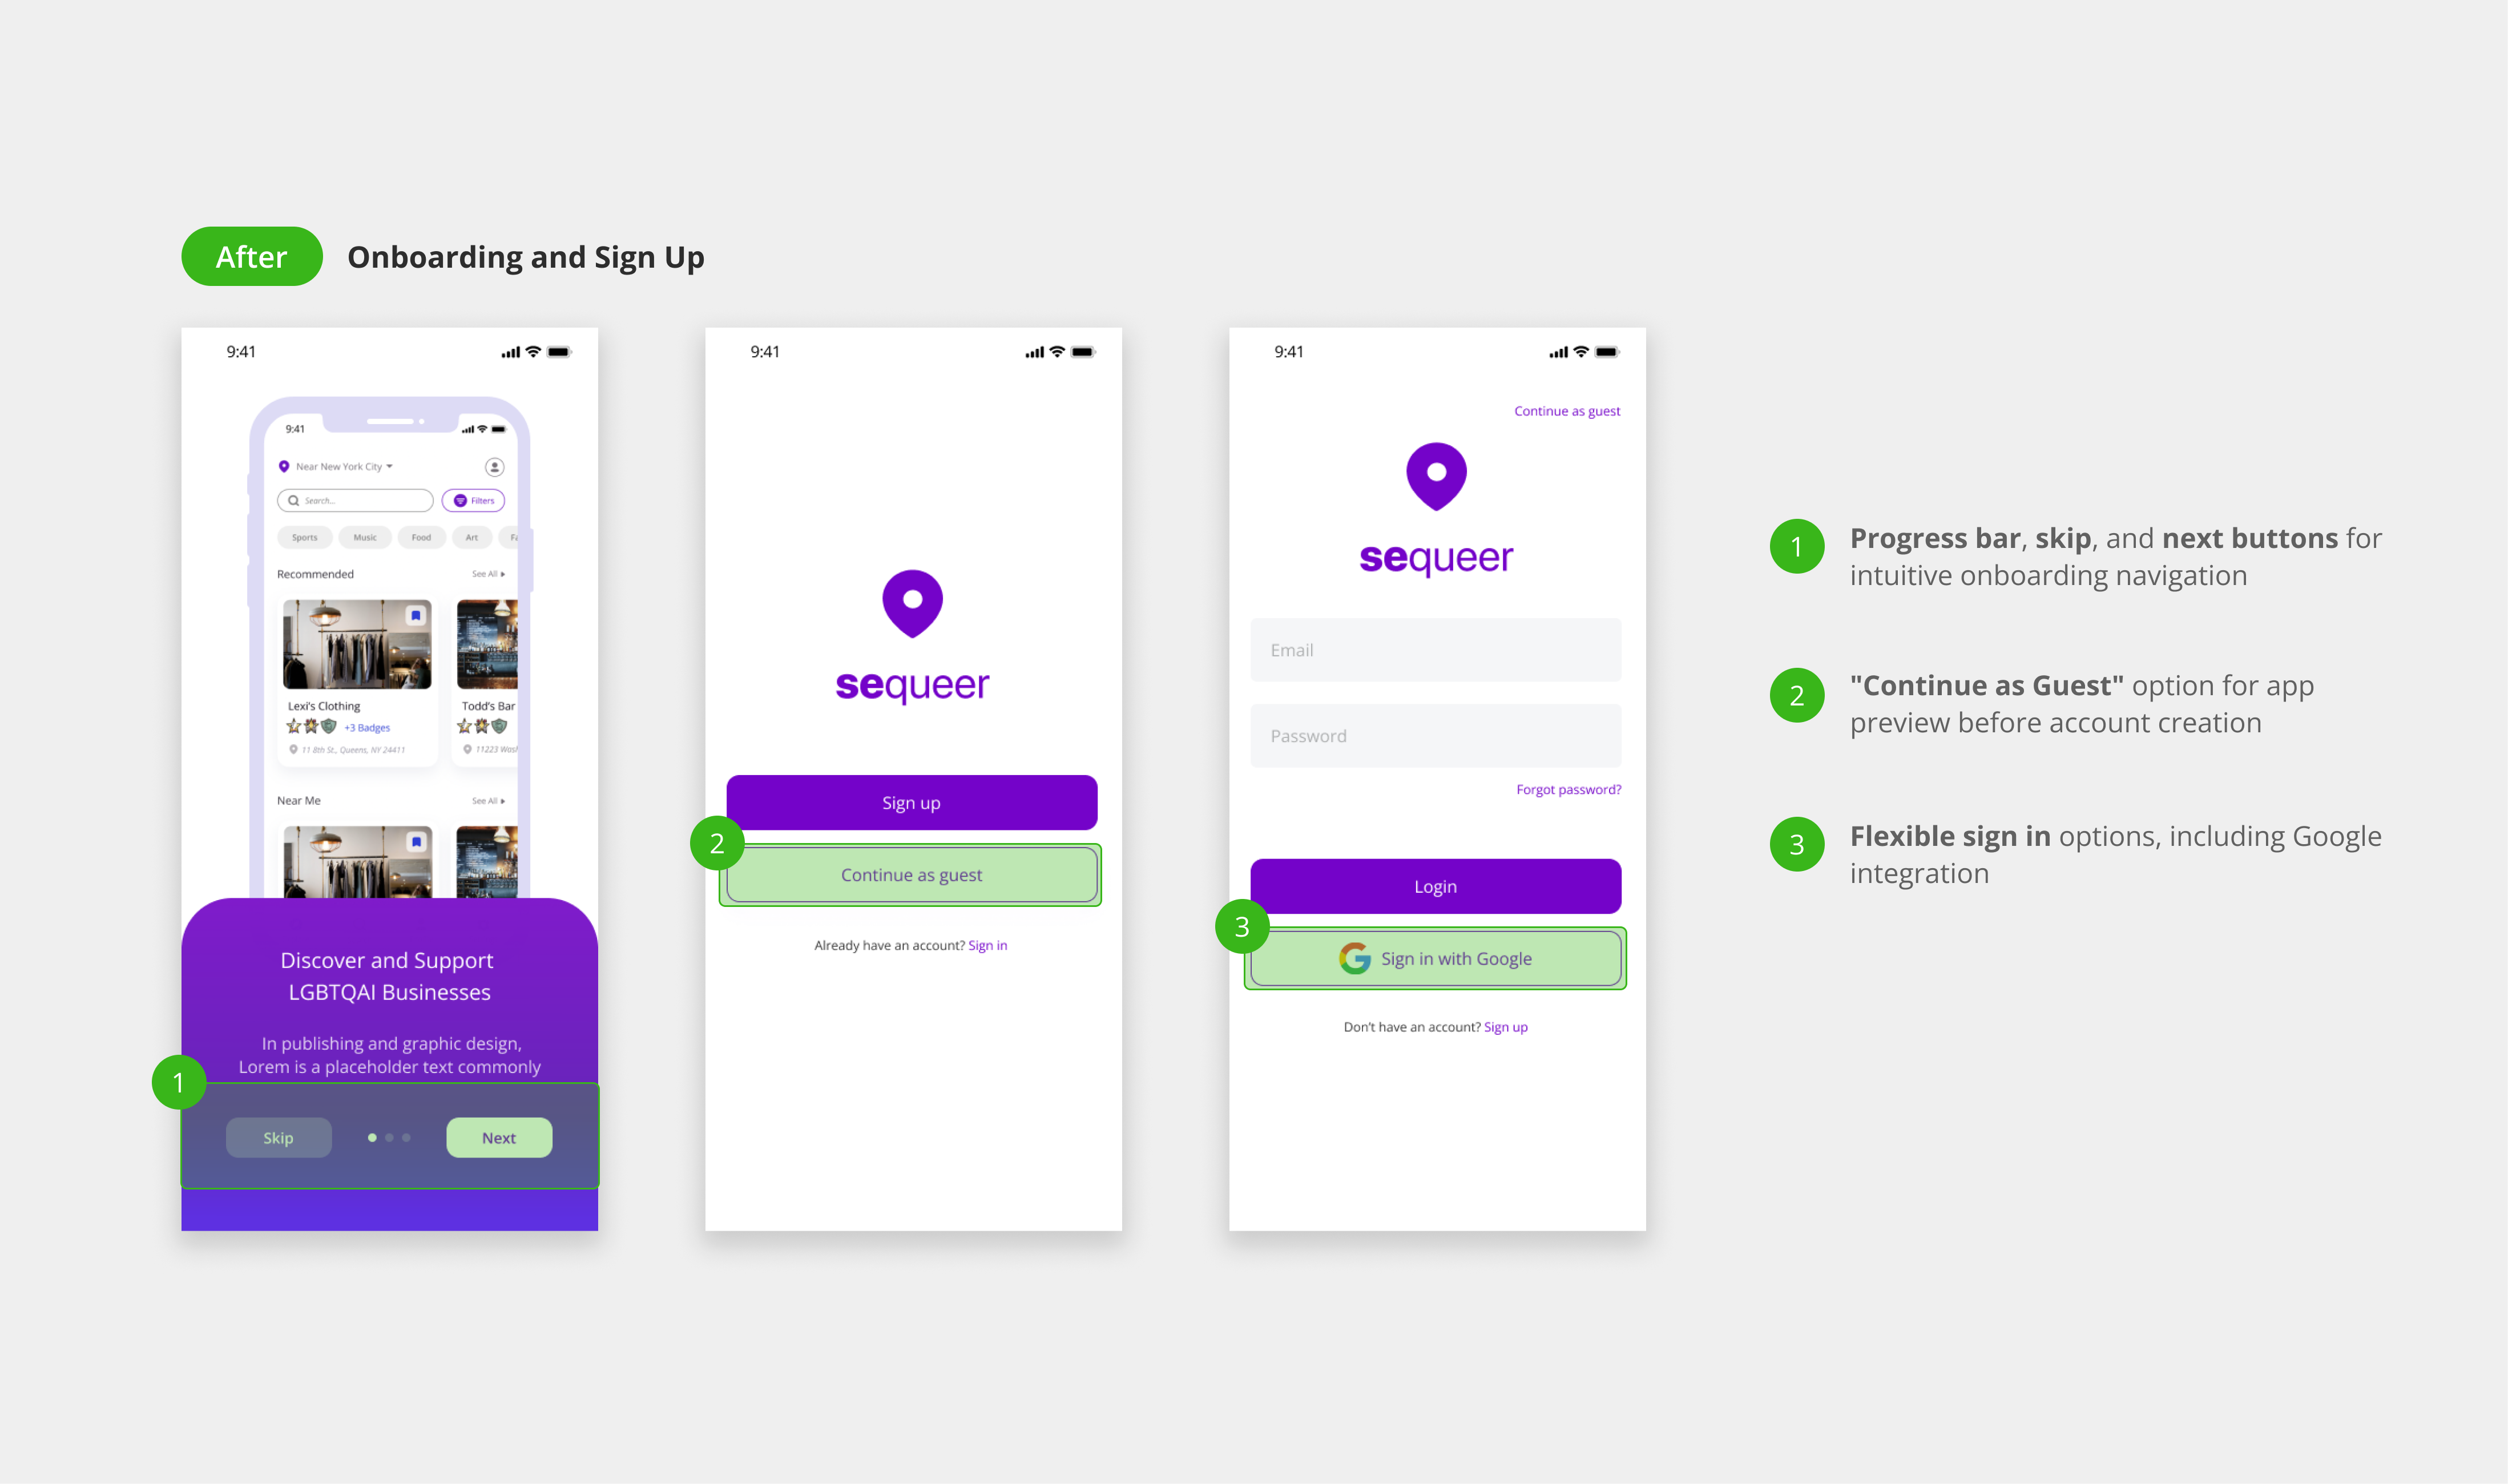 After
Onboarding and Sign Up
9:41
9:41
Near New York City
Search...
Filters
Sports
Music
Food
Art
Recommended
See All
Lexi's Clothing
+3 Badges
11 8th St., Queens, NY 24411
Todd's Bar
11223
Near Me
See All
Discover and Support
LGBTQAI Businesses
In publishing and graphic design,
Lorem is a placeholder text commonly
1
Skip
Next
9:41
sequeer
Sign up
2
Continue as guest
Already have an account? Sign in
9:41
Continue as guest
sequeer
Email
Password
Forgot password?
Login
3
Sign in with Google
Don't have an account? Sign up
1
Progress bar, skip, and next buttons for
intuitive onboarding navigation
2
"Continue as Guest" option for app
preview before account creation
3
Flexible sign in options, including Google
integration